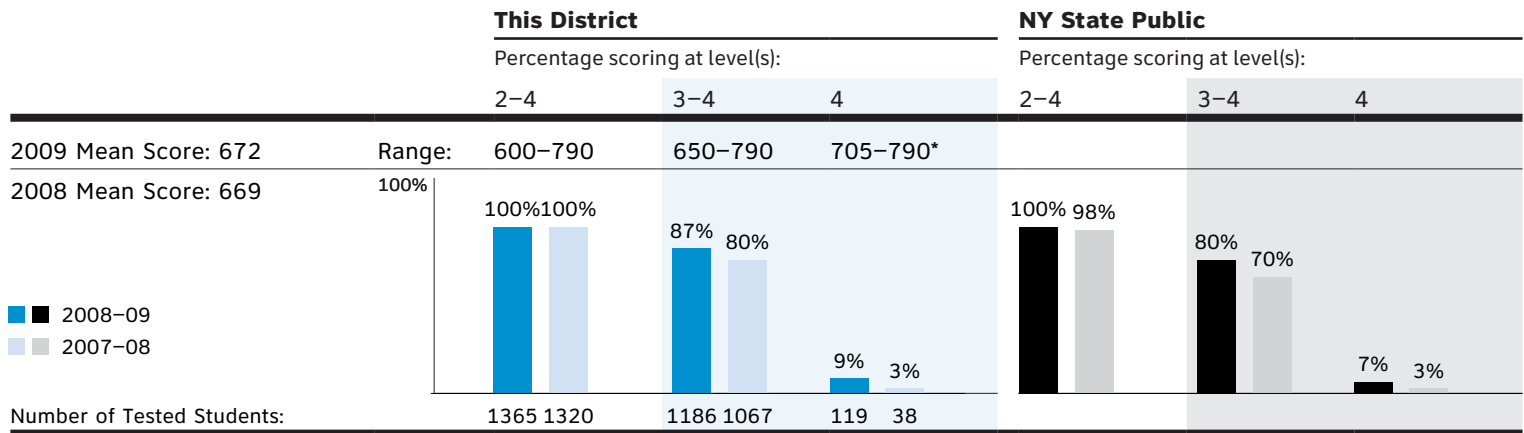 This District NY State Public
Percentage scoring at level(s): Percentage scoring at level(s):
2–4 3–4 4 2–4 3–4 4
2009 Mean Score: 672 Range: 600–790 650–790 705–790*
2008 Mean Score: 669 100%
100% 100% 87% 80% 9% 3% 100% 98% 80% 70% 7% 3%
2008–09
2007–08
Number of Tested Students: 1365 1320 1186 1067 119 38